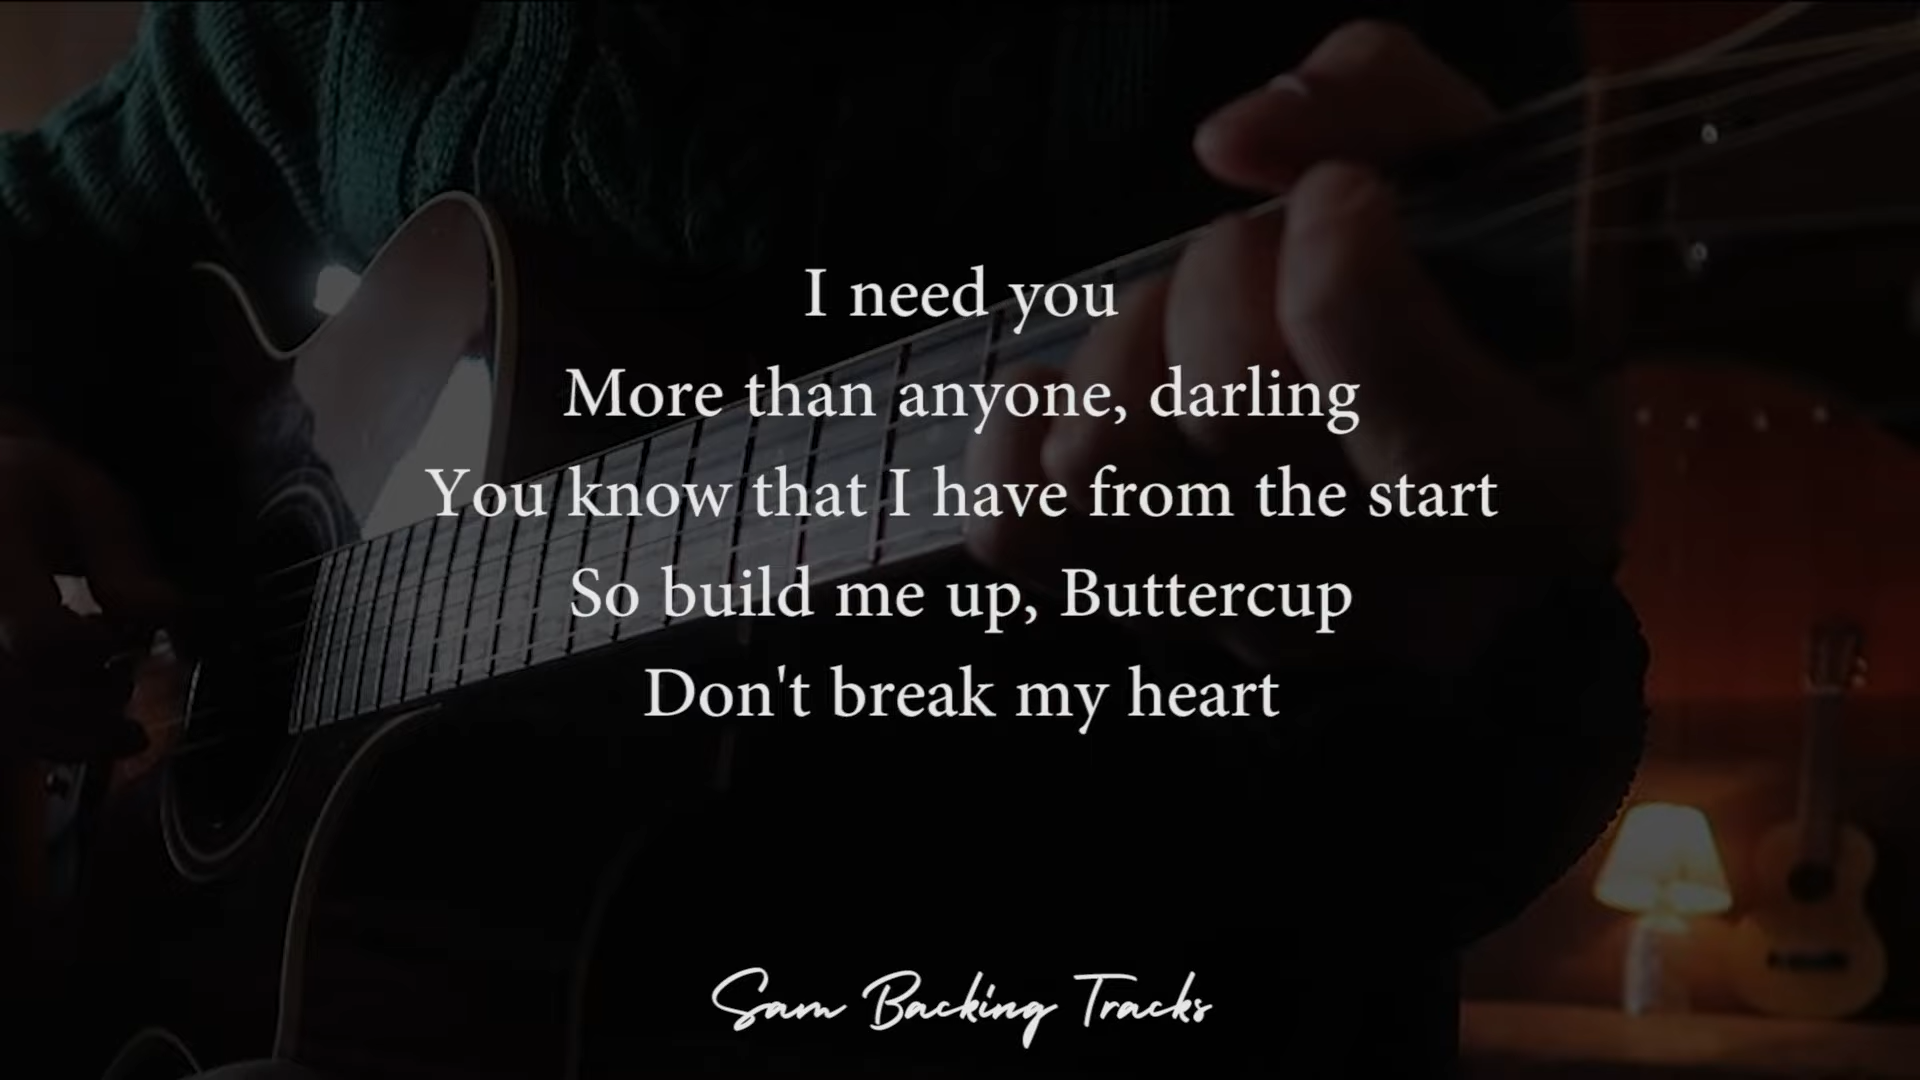 I need you
More than anyone, darling
You know that I have from the start
So build me up, Buttercup
Don't break my heart
Sam Backing Tracks